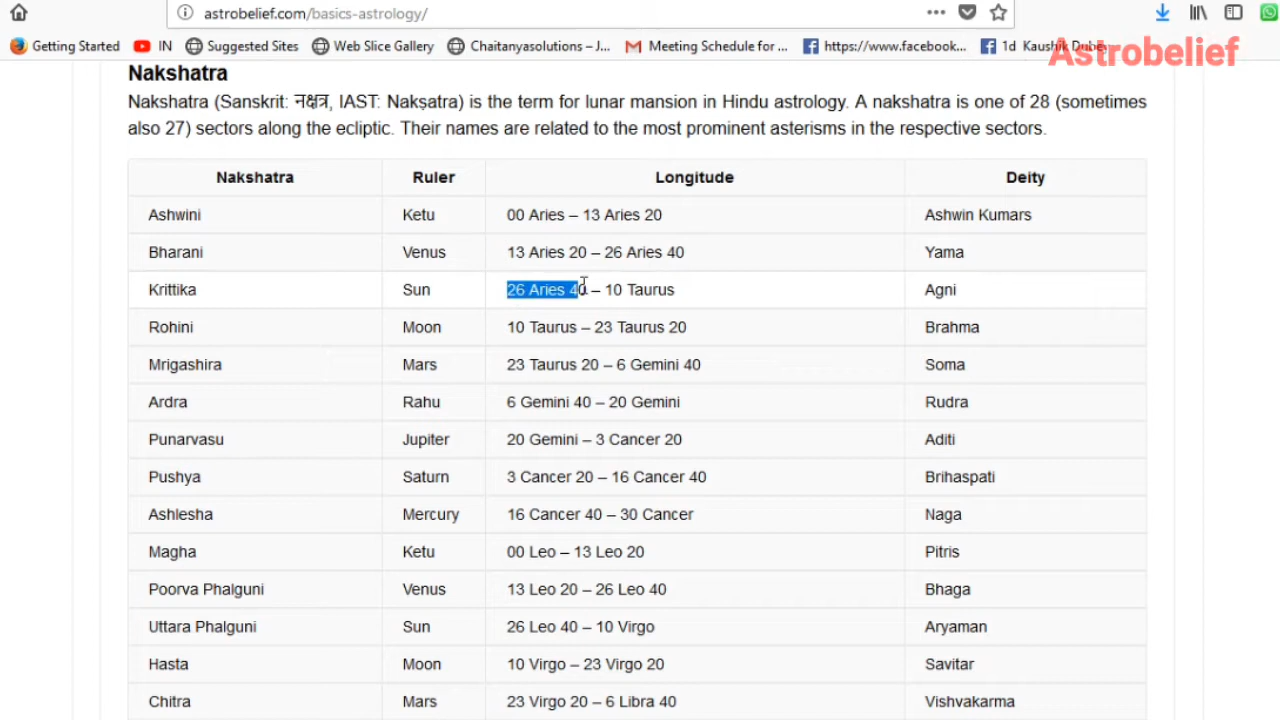 astrobelief.com/basics-astrology/
Getting Started IN Suggested Sites Web Slice Gallery Chaitanyasolutions – J... Meeting Schedule for ... https://www.facebook... 1d Kaushik Dubey
Astrobelief
Nakshatra
Nakshatra (Sanskrit: नक्षत्र, IAST: Nakṣatra) is the term for lunar mansion in Hindu astrology. A nakshatra is one of 28 (sometimes
also 27) sectors along the ecliptic. Their names are related to the most prominent asterisms in the respective sectors.
Nakshatra Ruler Longitude Deity
Ashwini Ketu 00 Aries – 13 Aries 20 Ashwin Kumars
Bharani Venus 13 Aries 20 – 26 Aries 40 Yama
Krittika Sun 26 Aries 40 – 10 Taurus Agni
Rohini Moon 10 Taurus – 23 Taurus 20 Brahma
Mrigashira Mars 23 Taurus 20 – 6 Gemini 40 Soma
Ardra Rahu 6 Gemini 40 – 20 Gemini Rudra
Punarvasu Jupiter 20 Gemini – 3 Cancer 20 Aditi
Pushya Saturn 3 Cancer 20 – 16 Cancer 40 Brihaspati
Ashlesha Mercury 16 Cancer 40 – 30 Cancer Naga
Magha Ketu 00 Leo – 13 Leo 20 Pitris
Poorva Phalguni Venus 13 Leo 20 – 26 Leo 40 Bhaga
Uttara Phalguni Sun 26 Leo 40 – 10 Virgo Aryaman
Hasta Moon 10 Virgo – 23 Virgo 20 Savitar
Chitra Mars 23 Virgo 20 – 6 Libra 40 Vishvakarma